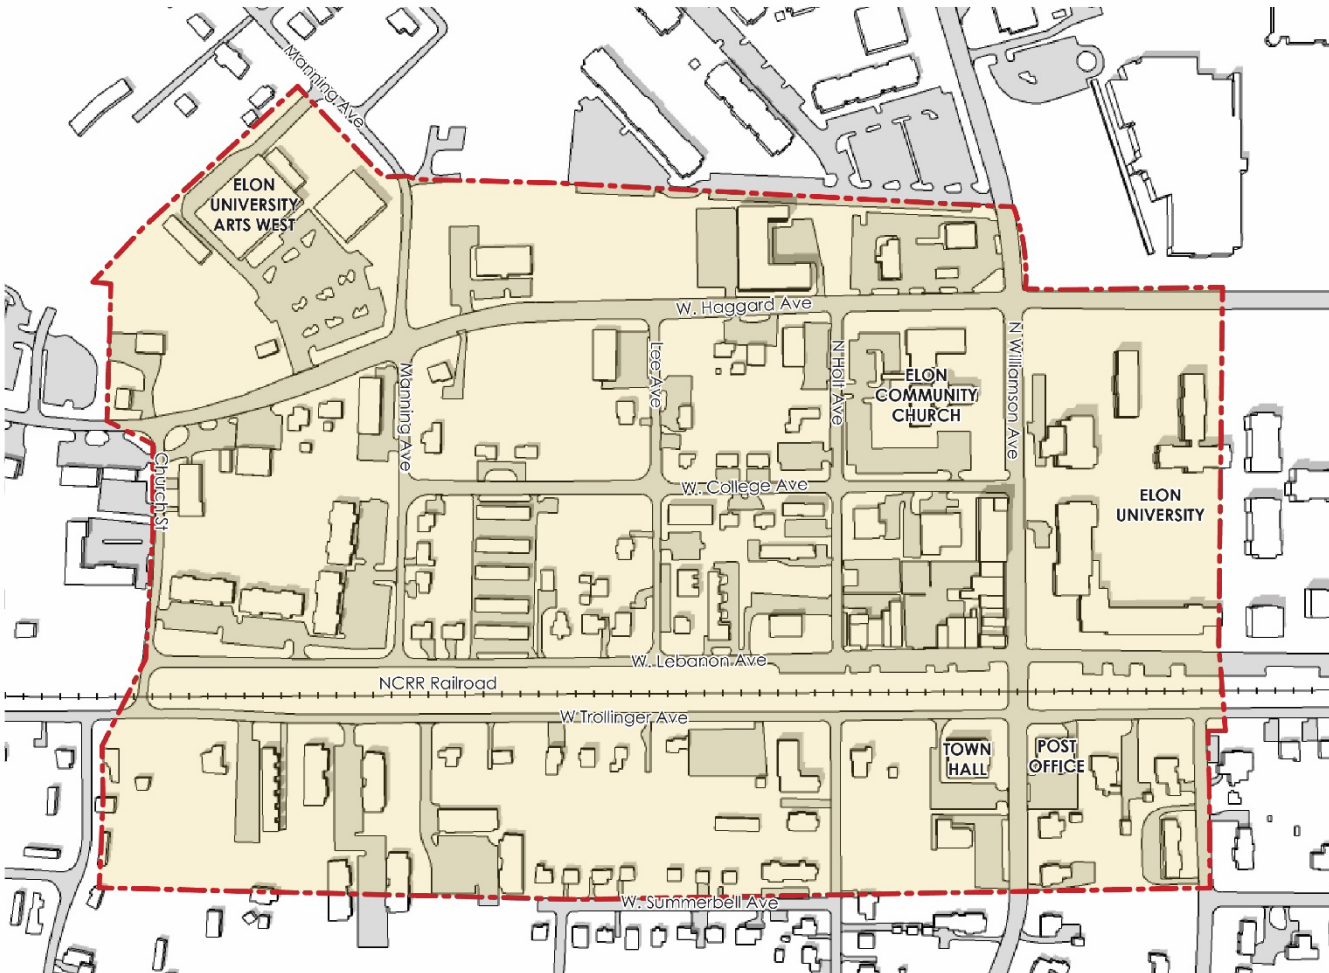 Manning Ave
ELON
UNIVERSITY
ARTS WEST
W. Haggard Ave
Lee Ave
N Holt Ave
N Williamson Ave
Manning Ave
ELON
COMMUNITY
CHURCH
Church St
W. College Ave
ELON
UNIVERSITY
W. Lebanon Ave
NCRR Railroad
W Trollinger Ave
TOWN
HALL
POST
OFFICE
W. Summerbell Ave